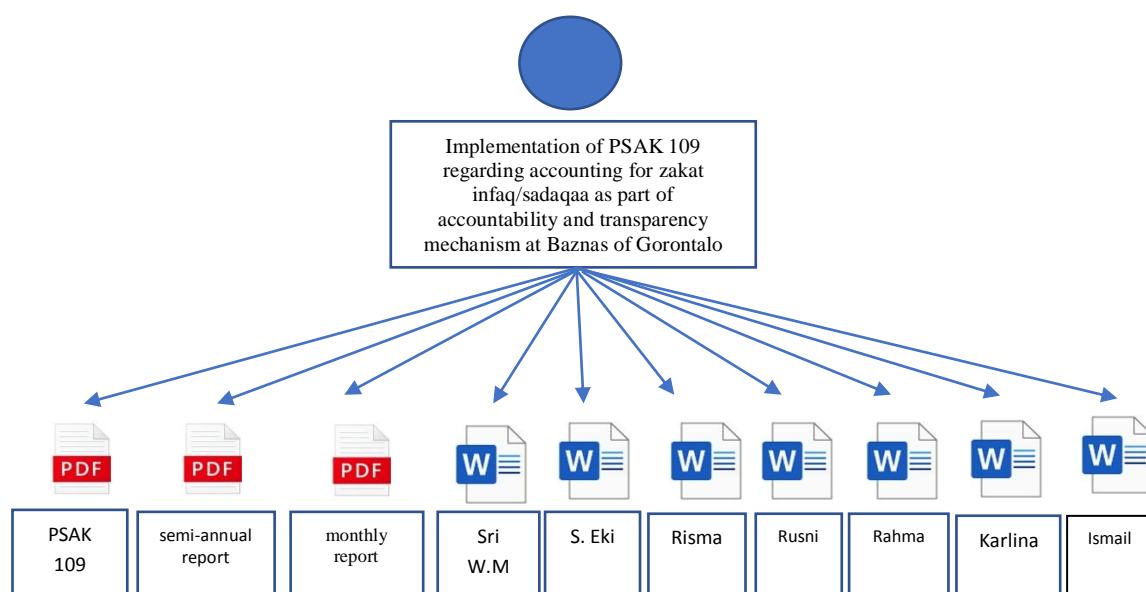 Implementation of PSAK 109
regarding accounting for zakat
infaq/sadaqaa as part of
accountability and transparency
mechanism at Baznas of Gorontalo
PDF
PDF
PDF
W
W
W
W
W
W
W
PSAK
109
semi-annual
report
monthly
report
Sri
W.M
S. Eki
Risma
Rusni
Rahma
Karlina
Ismail